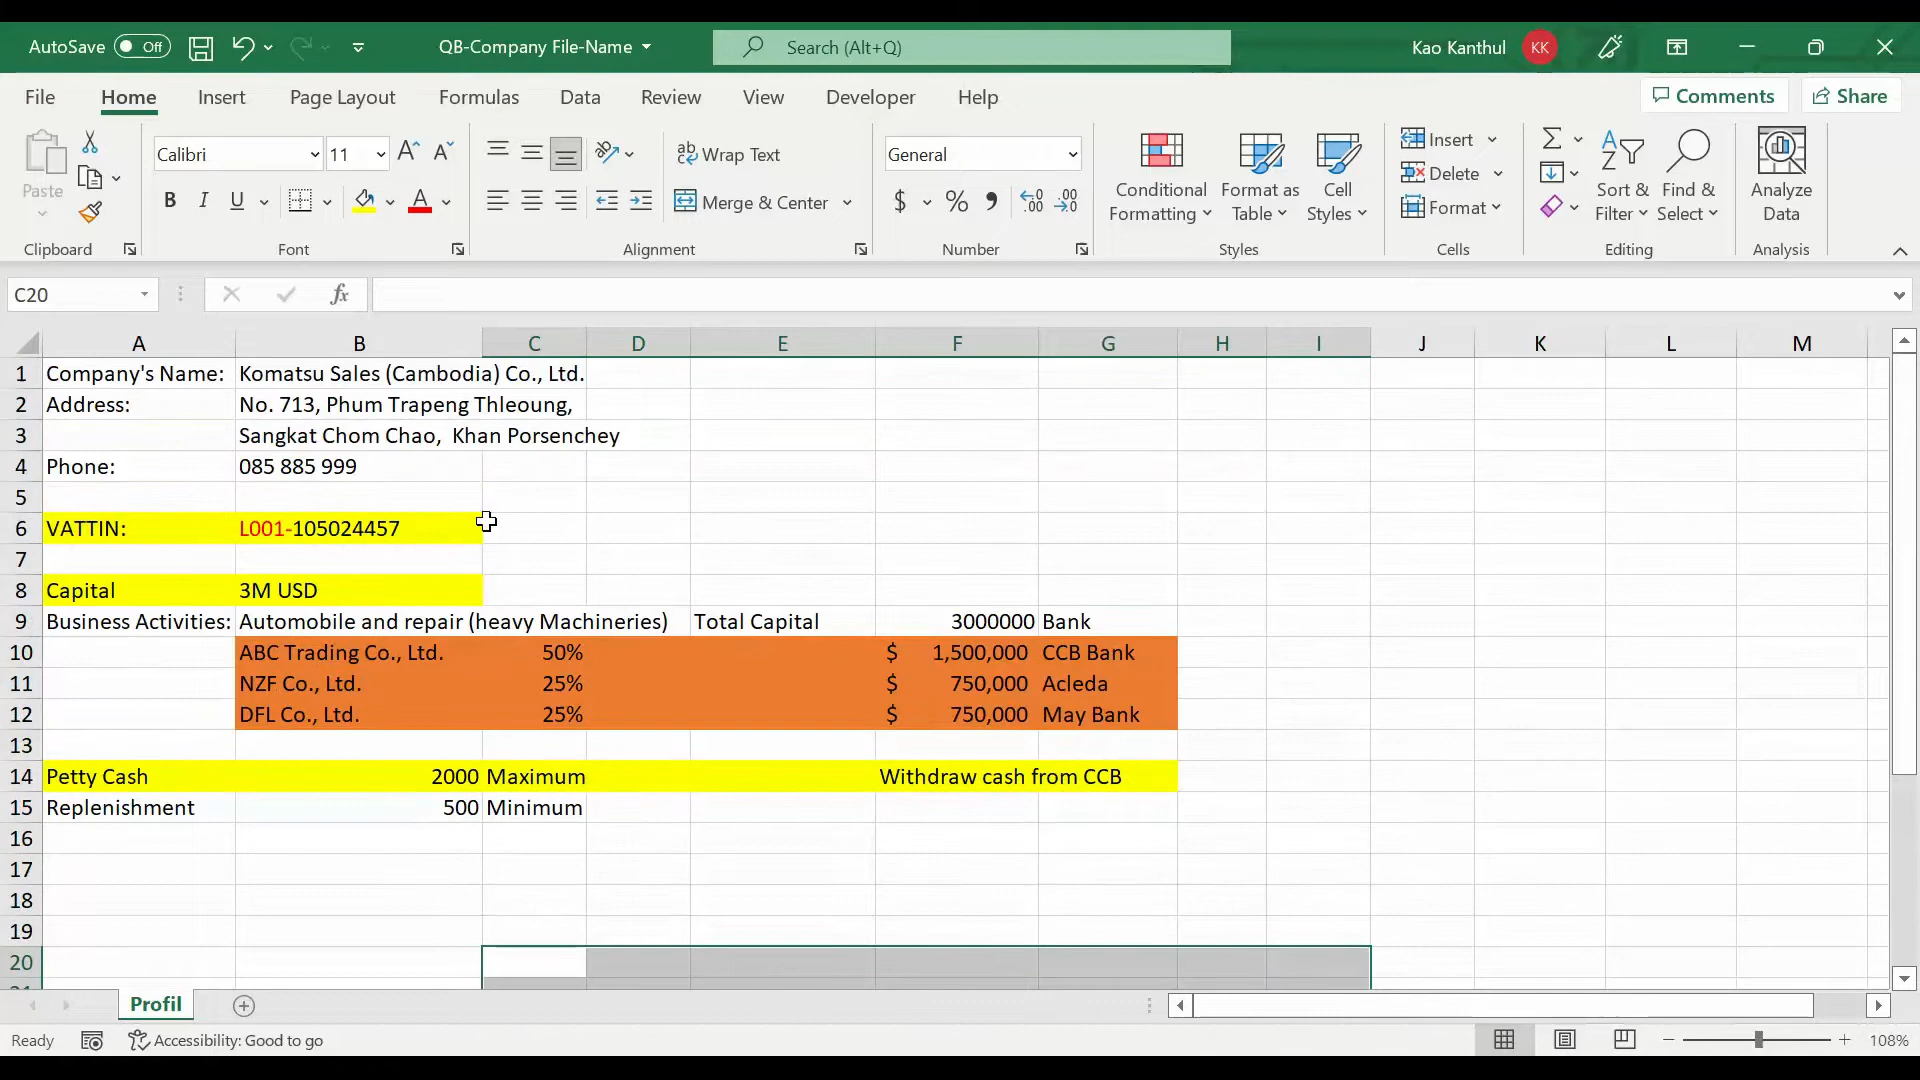 AutoSave Off QB-Company File-Name Search (Alt+Q) Kao Kanthul KK
File Home Insert Page Layout Formulas Data Review View Developer Help Comments Share
Paste
Clipboard
Calibri 11
B I U A
Font
ab Wrap Text
Merge & Center
Alignment
General
$ % ,
Number
Conditional Formatting
Format as Table
Cell Styles
Styles
Insert
Delete
Format
Cells
Sort & Filter
Find & Select
Editing
Analyze Data
Analysis
C20 fx
A B C D E F G H I J K L M
1 Company's Name: Komatsu Sales (Cambodia) Co., Ltd.
2 Address: No. 713, Phum Trapeng Thleoung,
3 Sangkat Chom Chao, Khan Porsenchey
4 Phone: 085 885 999
5
6 VATTIN: L001-105024457
7
8 Capital 3M USD
9 Business Activities: Automobile and repair (heavy Machineries) Total Capital 3000000 Bank
10 ABC Trading Co., Ltd. 50% $ 1,500,000 CCB Bank
11 NZF Co., Ltd. 25% $ 750,000 Acleda
12 DFL Co., Ltd. 25% $ 750,000 May Bank
13
14 Petty Cash 2000 Maximum Withdraw cash from CCB
15 Replenishment 500 Minimum
16
17
18
19
20
Profil
Ready Accessibility: Good to go 108%